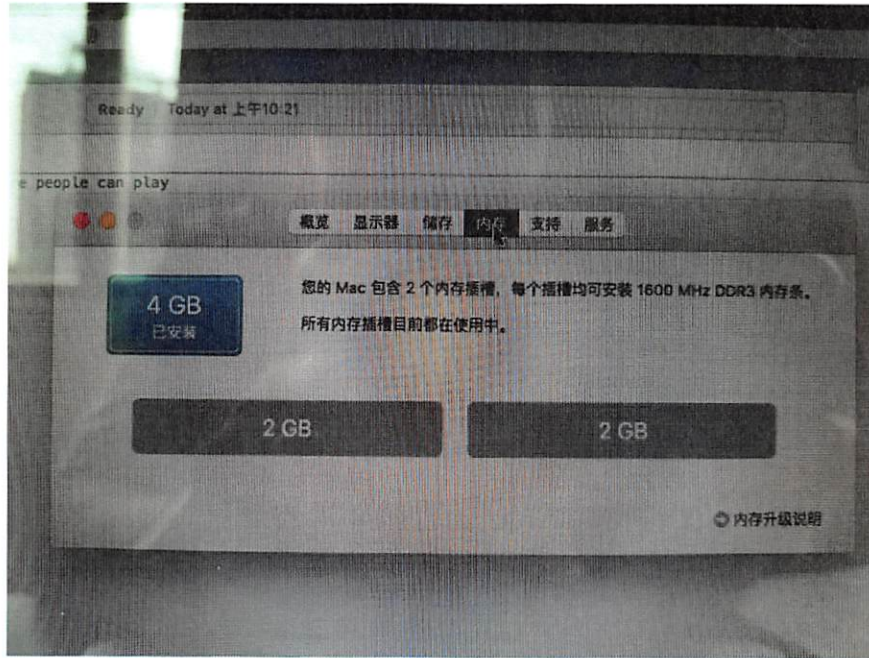 Ready Today at 上午10:21
e people can play
概览 显示器 储存 内存 支持 服务
4 GB
已安装
您的 Mac 包含 2 个内存插槽，每个插槽均可安装 1600 MHz DDR3 内存条。
所有内存插槽目前都在使用中。
2 GB
2 GB
内存升级说明